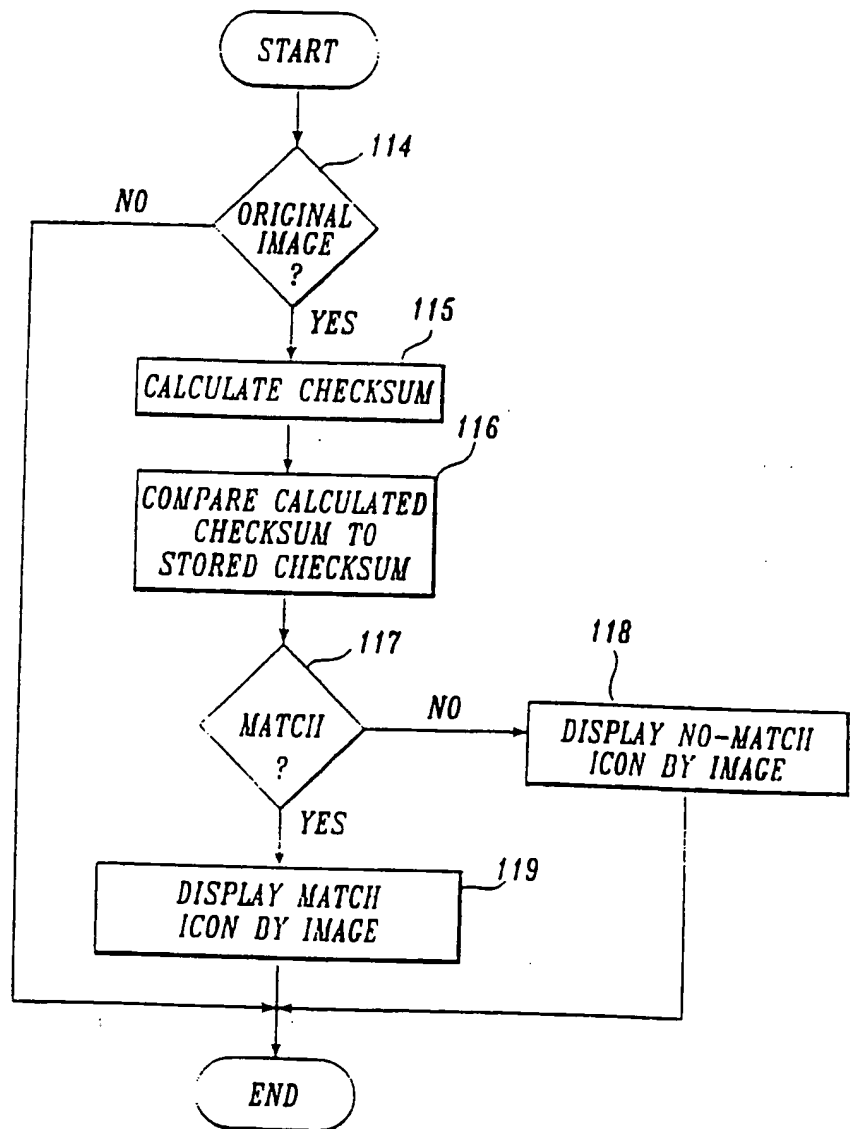 START
114
NO
ORIGINAL
IMAGE
?
YES
115
CALCULATE CHECKSUM
116
COMPARE CALCULATED
CHECKSUM TO
STORED CHECKSUM
117
118
MATCH
?
NO
DISPLAY NO-MATCH
ICON BY IMAGE
YES
119
DISPLAY MATCH
ICON BY IMAGE
END